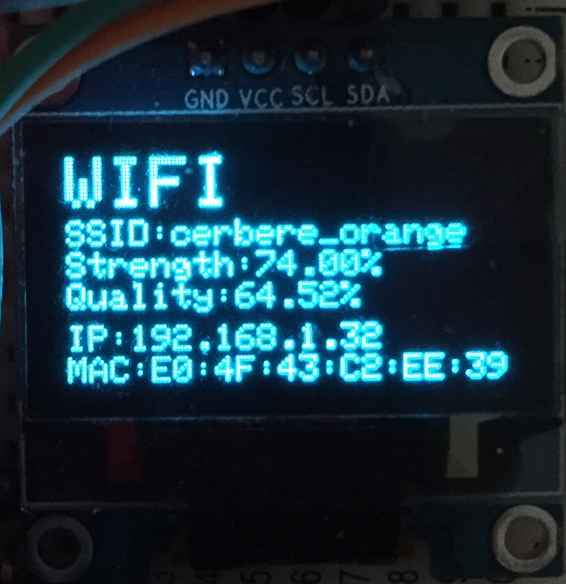 GND VCC SCL SDA
WIFI
SSID:cerbere_orange
Strength:74.00%
Quality:64.52%
IP:192.168.1.32
MAC:E0:4F:43:C2:EE:39